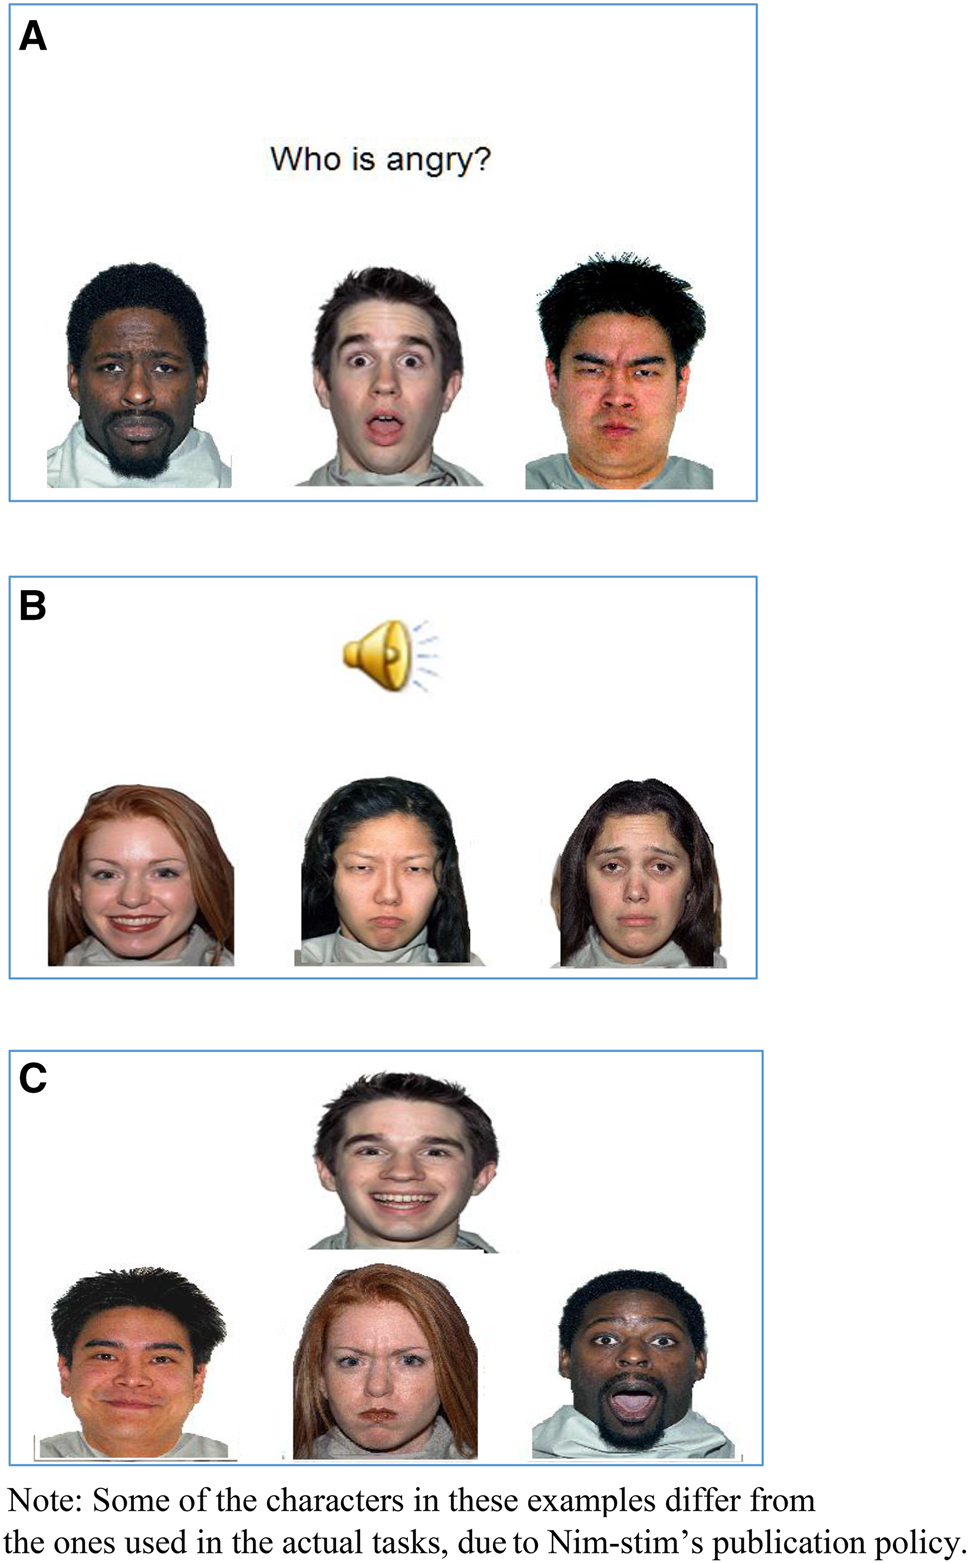 A
Who is angry?
B
C
Note: Some of the characters in these examples differ from
the ones used in the actual tasks, due to Nim-stim’s publication policy.